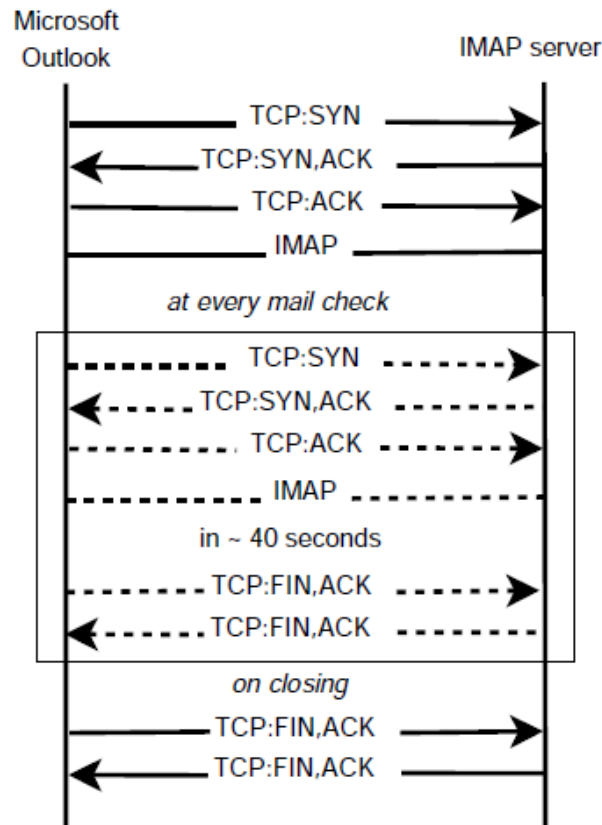 Microsoft
Outlook
IMAP server
TCP:SYN
TCP:SYN,ACK
TCP:ACK
IMAP
at every mail check
TCP:SYN
TCP:SYN,ACK
TCP:ACK
IMAP
in ~ 40 seconds
TCP:FIN,ACK
TCP:FIN,ACK
on closing
TCP:FIN,ACK
TCP:FIN,ACK